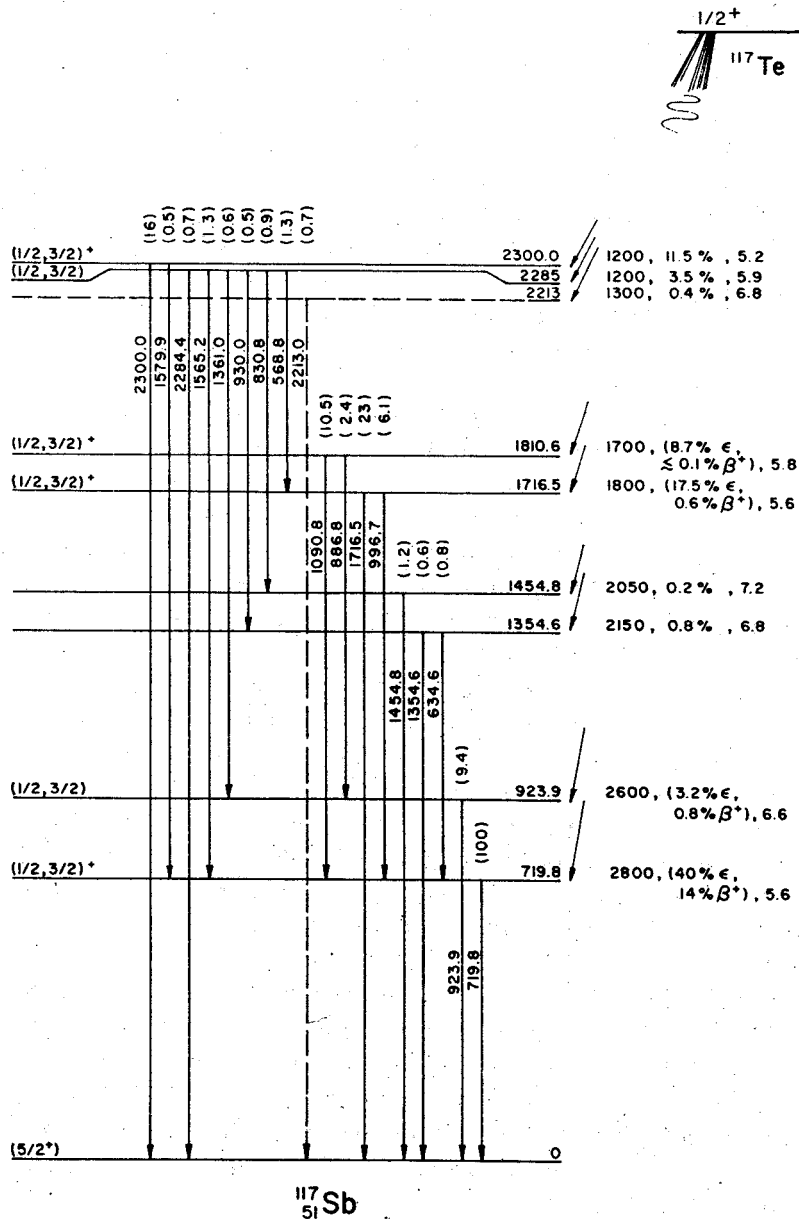 1/2+
117Te
(16) (0.5) (0.7) (1.3) (0.6) (0.5) (0.9) (1.3) (0.7)
(1/2,3/2)+ 2300.0 1200, 11.5% , 5.2
(1/2,3/2) 2285 1200, 3.5% , 5.9
2213 1300, 0.4% , 6.8
2300.0 1579.9 2284.4 1565.2 1361.0 930.0 830.8 568.8 2213.0
(10.5) (2.4) (23) (6.1)
(1/2,3/2)+ 1810.6 1700, (8.7% ε,
≲ 0.1% β+), 5.8
(1/2,3/2)+ 1716.5 1800, (17.5% ε,
0.6% β+), 5.6
1090.8 886.8 1716.5 996.7
(1.2) (0.6) (0.8)
1454.8 2050, 0.2% , 7.2
1354.6 2150, 0.8% , 6.8
1454.8 1354.6 634.6
(9.4)
(1/2,3/2) 923.9 2600, (3.2% ε,
0.8% β+), 6.6
(100)
(1/2,3/2)+ 719.8 2800, (40% ε,
14% β+), 5.6
923.9 719.8
(5/2+) 0
117
51Sb